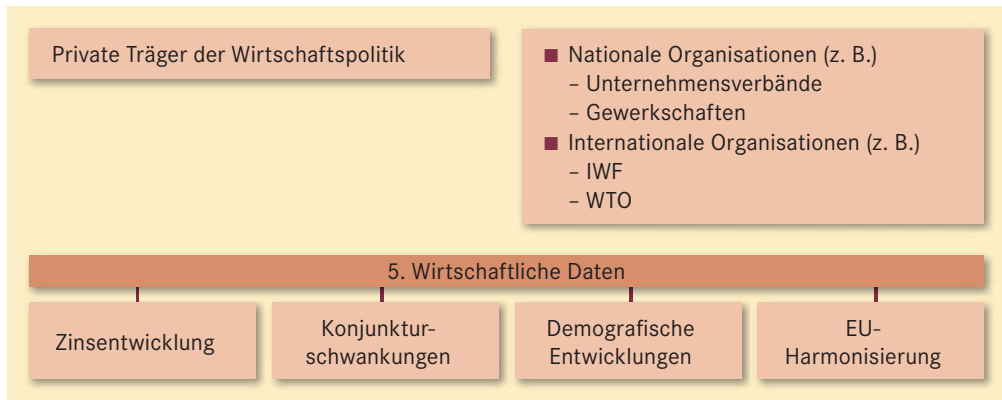 Private Träger der Wirtschaftspolitik
■ Nationale Organisationen (z. B.)
– Unternehmensverbände
– Gewerkschaften
■ Internationale Organisationen (z. B.)
– IWF
– WTO
5. Wirtschaftliche Daten
Zinsentwicklung
Konjunktur-
schwankungen
Demografische
Entwicklungen
EU-
Harmonisierung